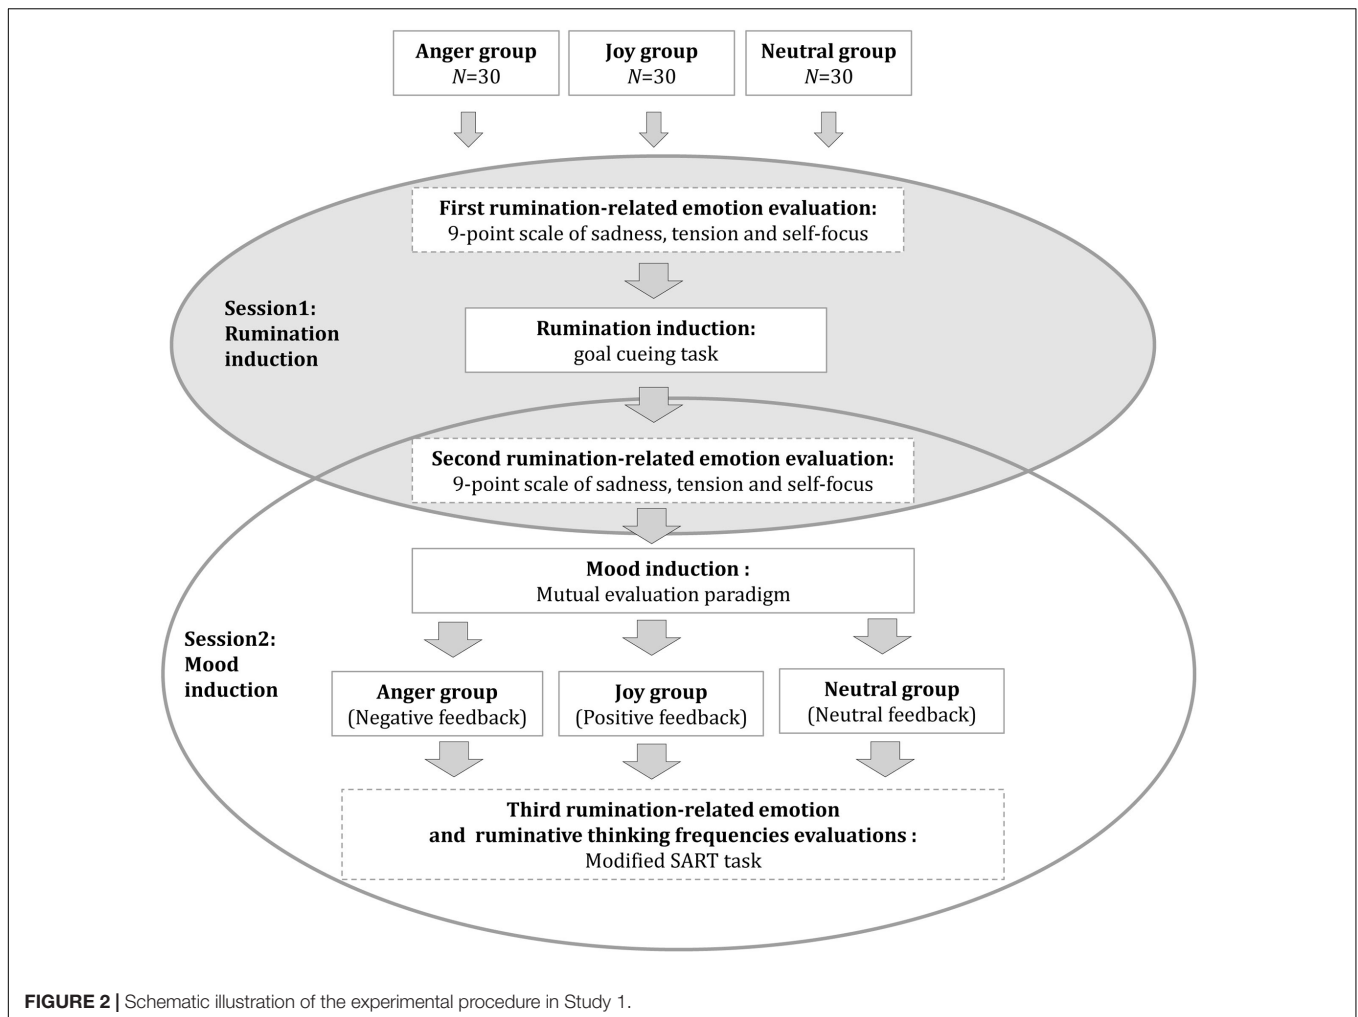 Anger group
N=30
Joy group
N=30
Neutral group
N=30
First rumination-related emotion evaluation:
9-point scale of sadness, tension and self-focus
Session1:
Rumination
induction
Rumination induction:
goal cueing task
Second rumination-related emotion evaluation:
9-point scale of sadness, tension and self-focus
Mood induction :
Mutual evaluation paradigm
Session2:
Mood
induction
Anger group
(Negative feedback)
Joy group
(Positive feedback)
Neutral group
(Neutral feedback)
Third rumination-related emotion
and ruminative thinking frequencies evaluations :
Modified SART task
FIGURE 2 | Schematic illustration of the experimental procedure in Study 1.